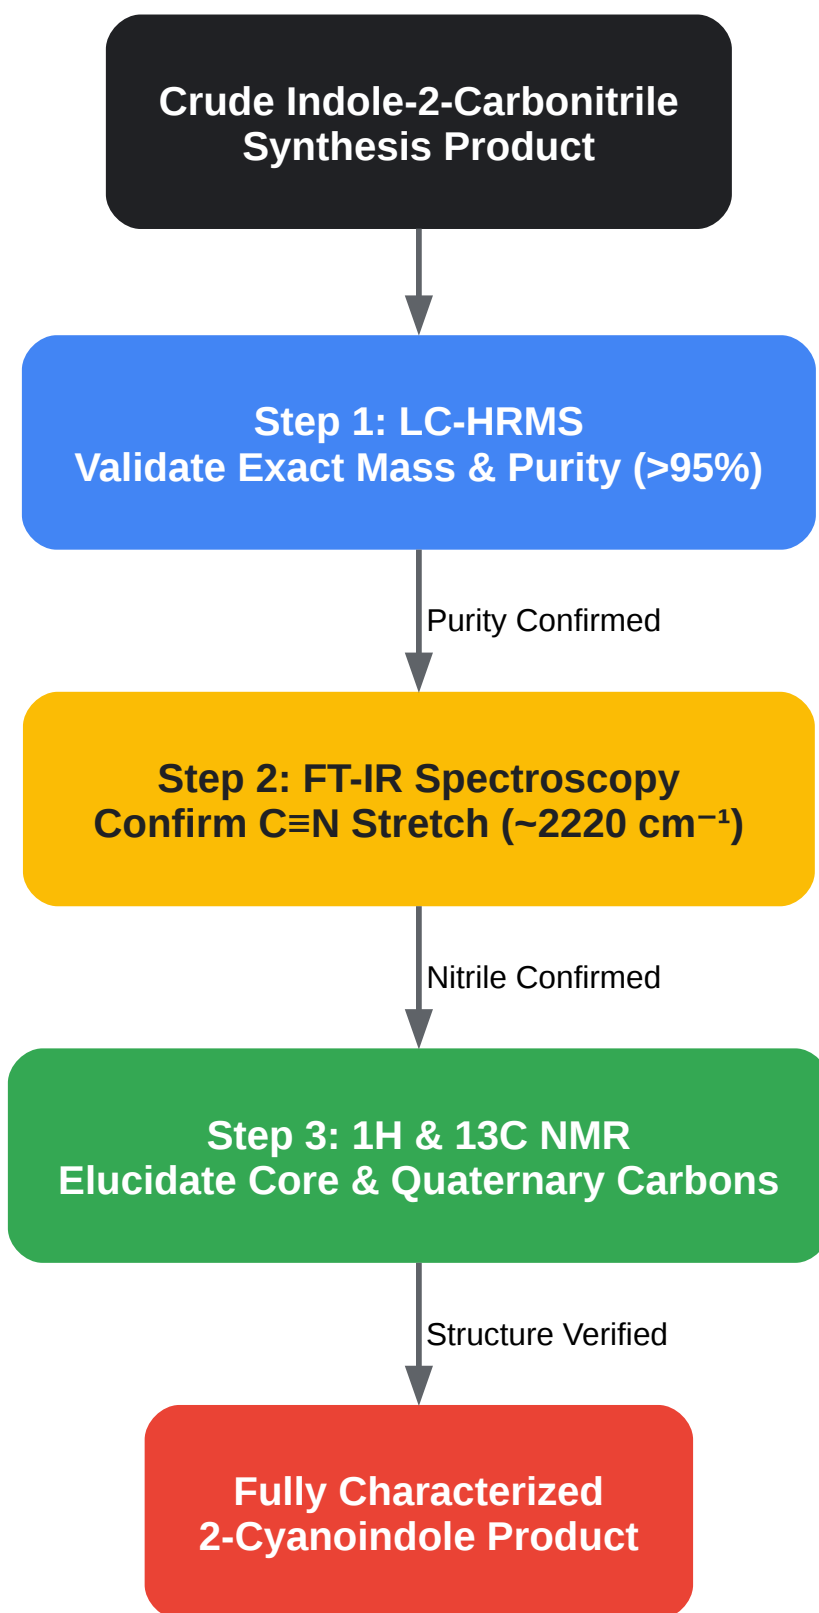 Crude Indole-2-Carbonitrile
Synthesis Product
Step 1: LC-HRMS
Validate Exact Mass & Purity (>95%)
Purity Confirmed
Step 2: FT-IR Spectroscopy
Confirm C≡N Stretch (~2220 cm⁻¹)
Nitrile Confirmed
Step 3: 1H & 13C NMR
Elucidate Core & Quaternary Carbons
Structure Verified
Fully Characterized
2-Cyanoindole Product